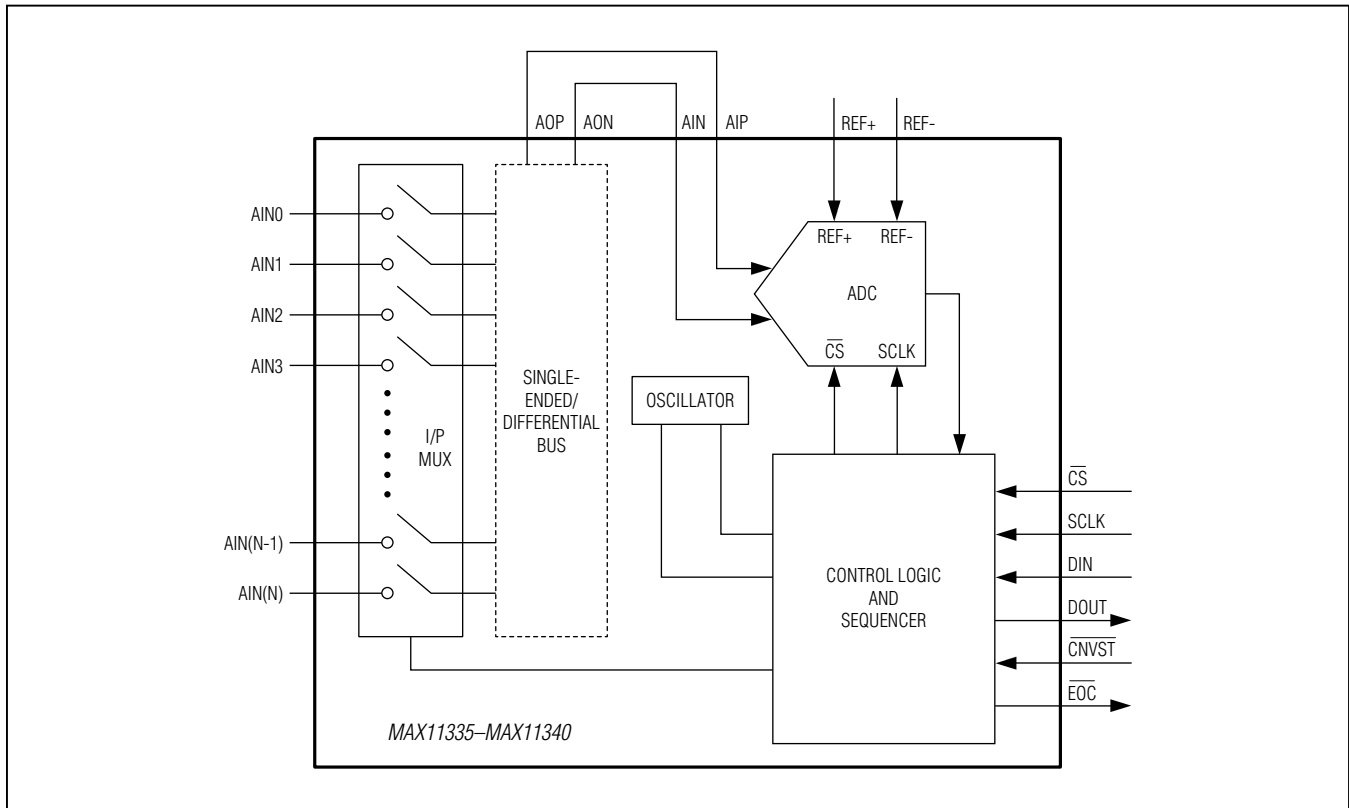 AOP AON AIN AIP REF+ REF-
AIN0
AIN1
AIN2
AIN3
AIN(N-1)
AIN(N)
I/P
MUX
SINGLE-
ENDED/
DIFFERENTIAL
BUS
REF+ REF-
ADC
CS SCLK
OSCILLATOR
CONTROL LOGIC
AND
SEQUENCER
CS
SCLK
DIN
DOUT
CNVST
EOC
MAX11335–MAX11340